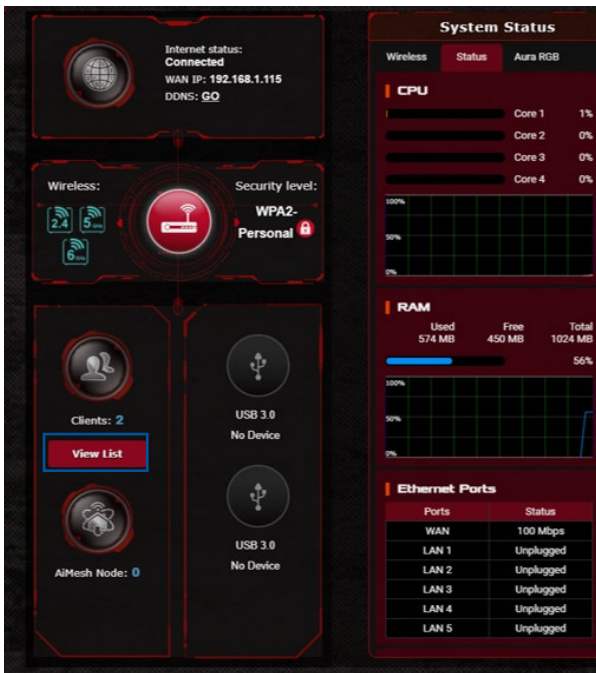 Internet status:
Connected
WAN IP: 192.168.1.115
DDNS: GO
Wireless:
2.4
5 GHz
6 GHz
Security level:
WPA2-
Personal
Clients: 2
View List
AiMesh Node: 0
USB 3.0
No Device
USB 3.0
No Device
System Status
Wireless Status Aura RGB
CPU
Core 1 1%
Core 2 0%
Core 3 0%
Core 4 0%
100%
50%
0%
RAM
Used Free Total
574 MB 450 MB 1024 MB
56%
100%
50%
0%
Ethernet Ports
Ports Status
WAN 100 Mbps
LAN 1 Unplugged
LAN 2 Unplugged
LAN 3 Unplugged
LAN 4 Unplugged
LAN 5 Unplugged